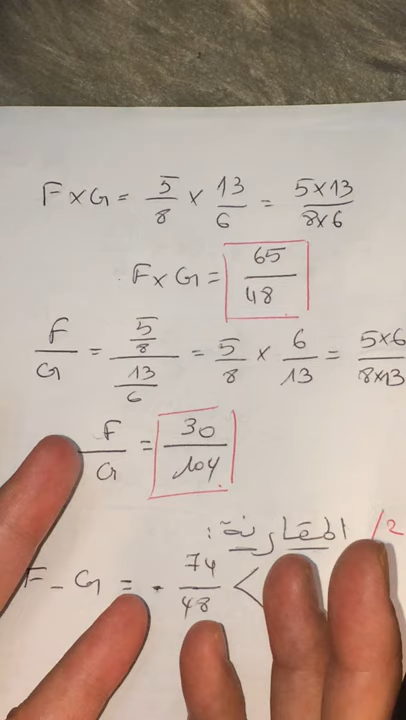 F × G = 5/8 × 13/6 = 5×13/8×6
F × G = 65/48
F/G = (5/8)/(13/6) = 5/8 × 6/13 = 5×6/8×13
F/G = 30/104
2/ المقارنة:
F - G = - 74/48 <